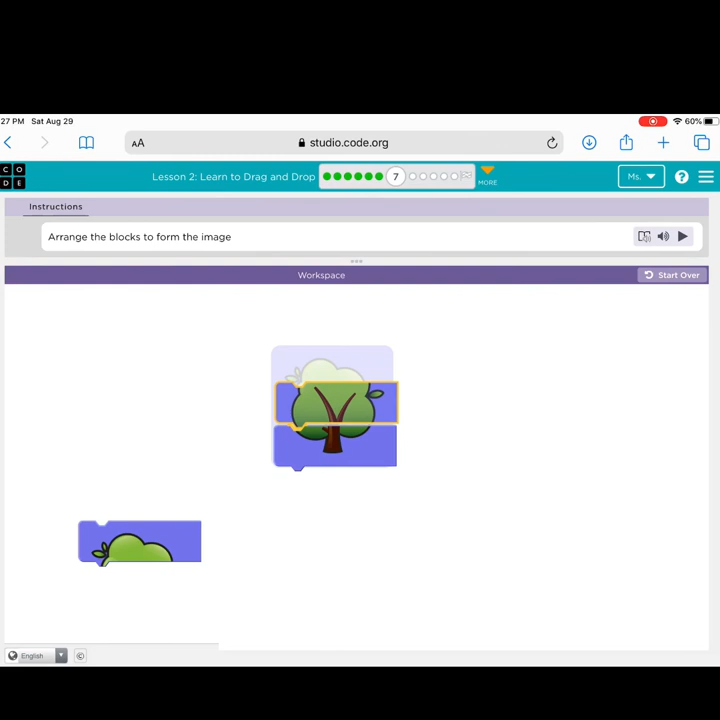 27 PM Sat Aug 29
60%
AA
studio.code.org
C O
D E
Lesson 2: Learn to Drag and Drop
7
MORE
Ms.
?
Instructions
Arrange the blocks to form the image
Workspace
Start Over
English
©